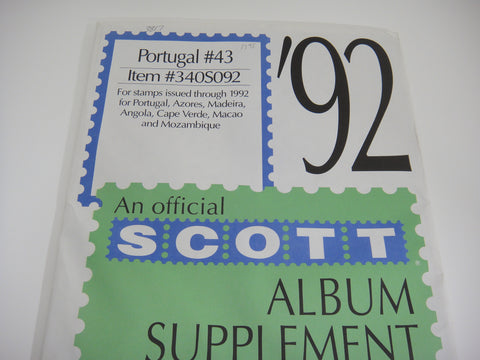 Portugal #43
Item #340S092
For stamps issued through 1992
for Portugal, Azores, Madeira,
Angola, Cape Verde, Macao
and Mozambique
'92
An official
SCOTT
ALBUM
SUPPLEMENT